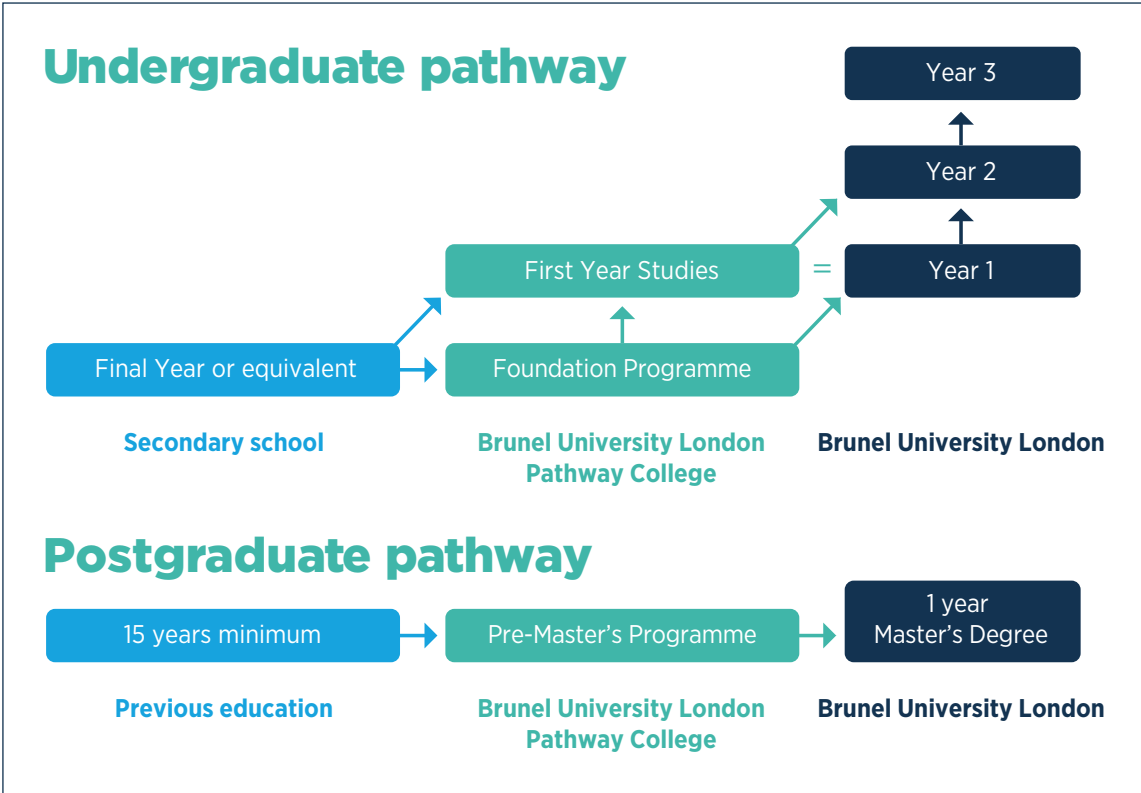 Undergraduate pathway
Year 3
Year 2
First Year Studies
=
Year 1
Final Year or equivalent
Foundation Programme
Secondary school
Brunel University London
Pathway College
Brunel University London
Postgraduate pathway
15 years minimum
Pre-Master's Programme
1 year
Master's Degree
Previous education
Brunel University London
Pathway College
Brunel University London